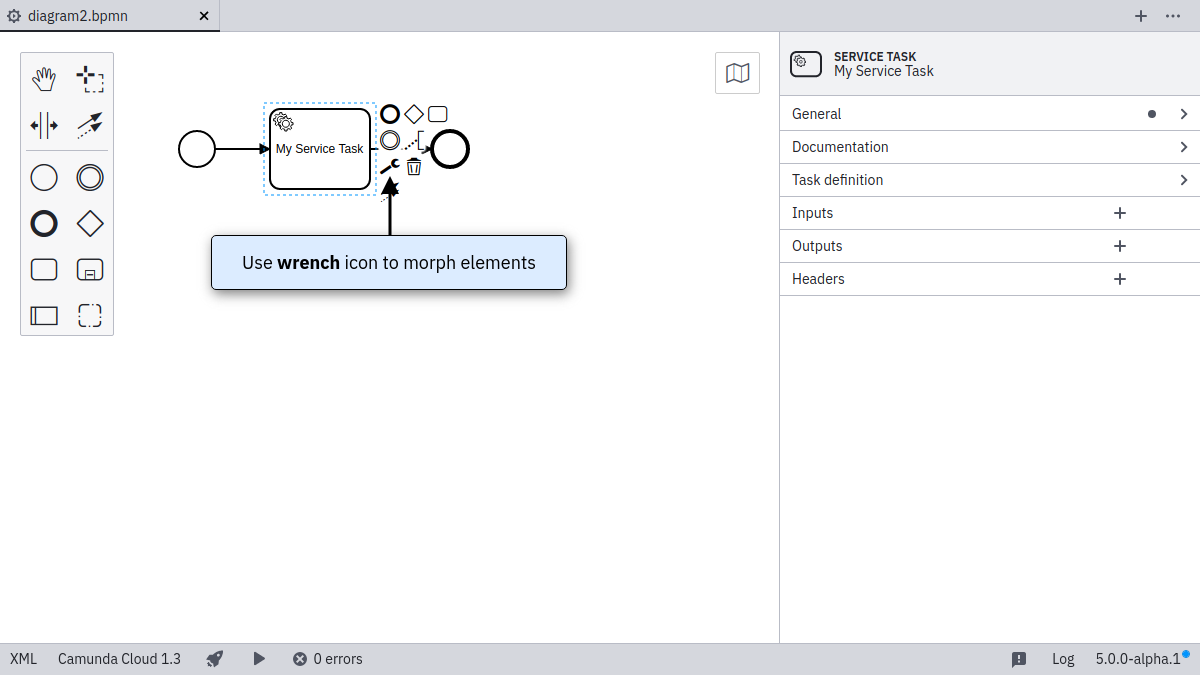 diagram2.bpmn
SERVICE TASK
My Service Task
General
Documentation
Task definition
Inputs
Outputs
Headers
My Service Task
Use wrench icon to morph elements
XML
Camunda Cloud 1.3
0 errors
Log
5.0.0-alpha.1